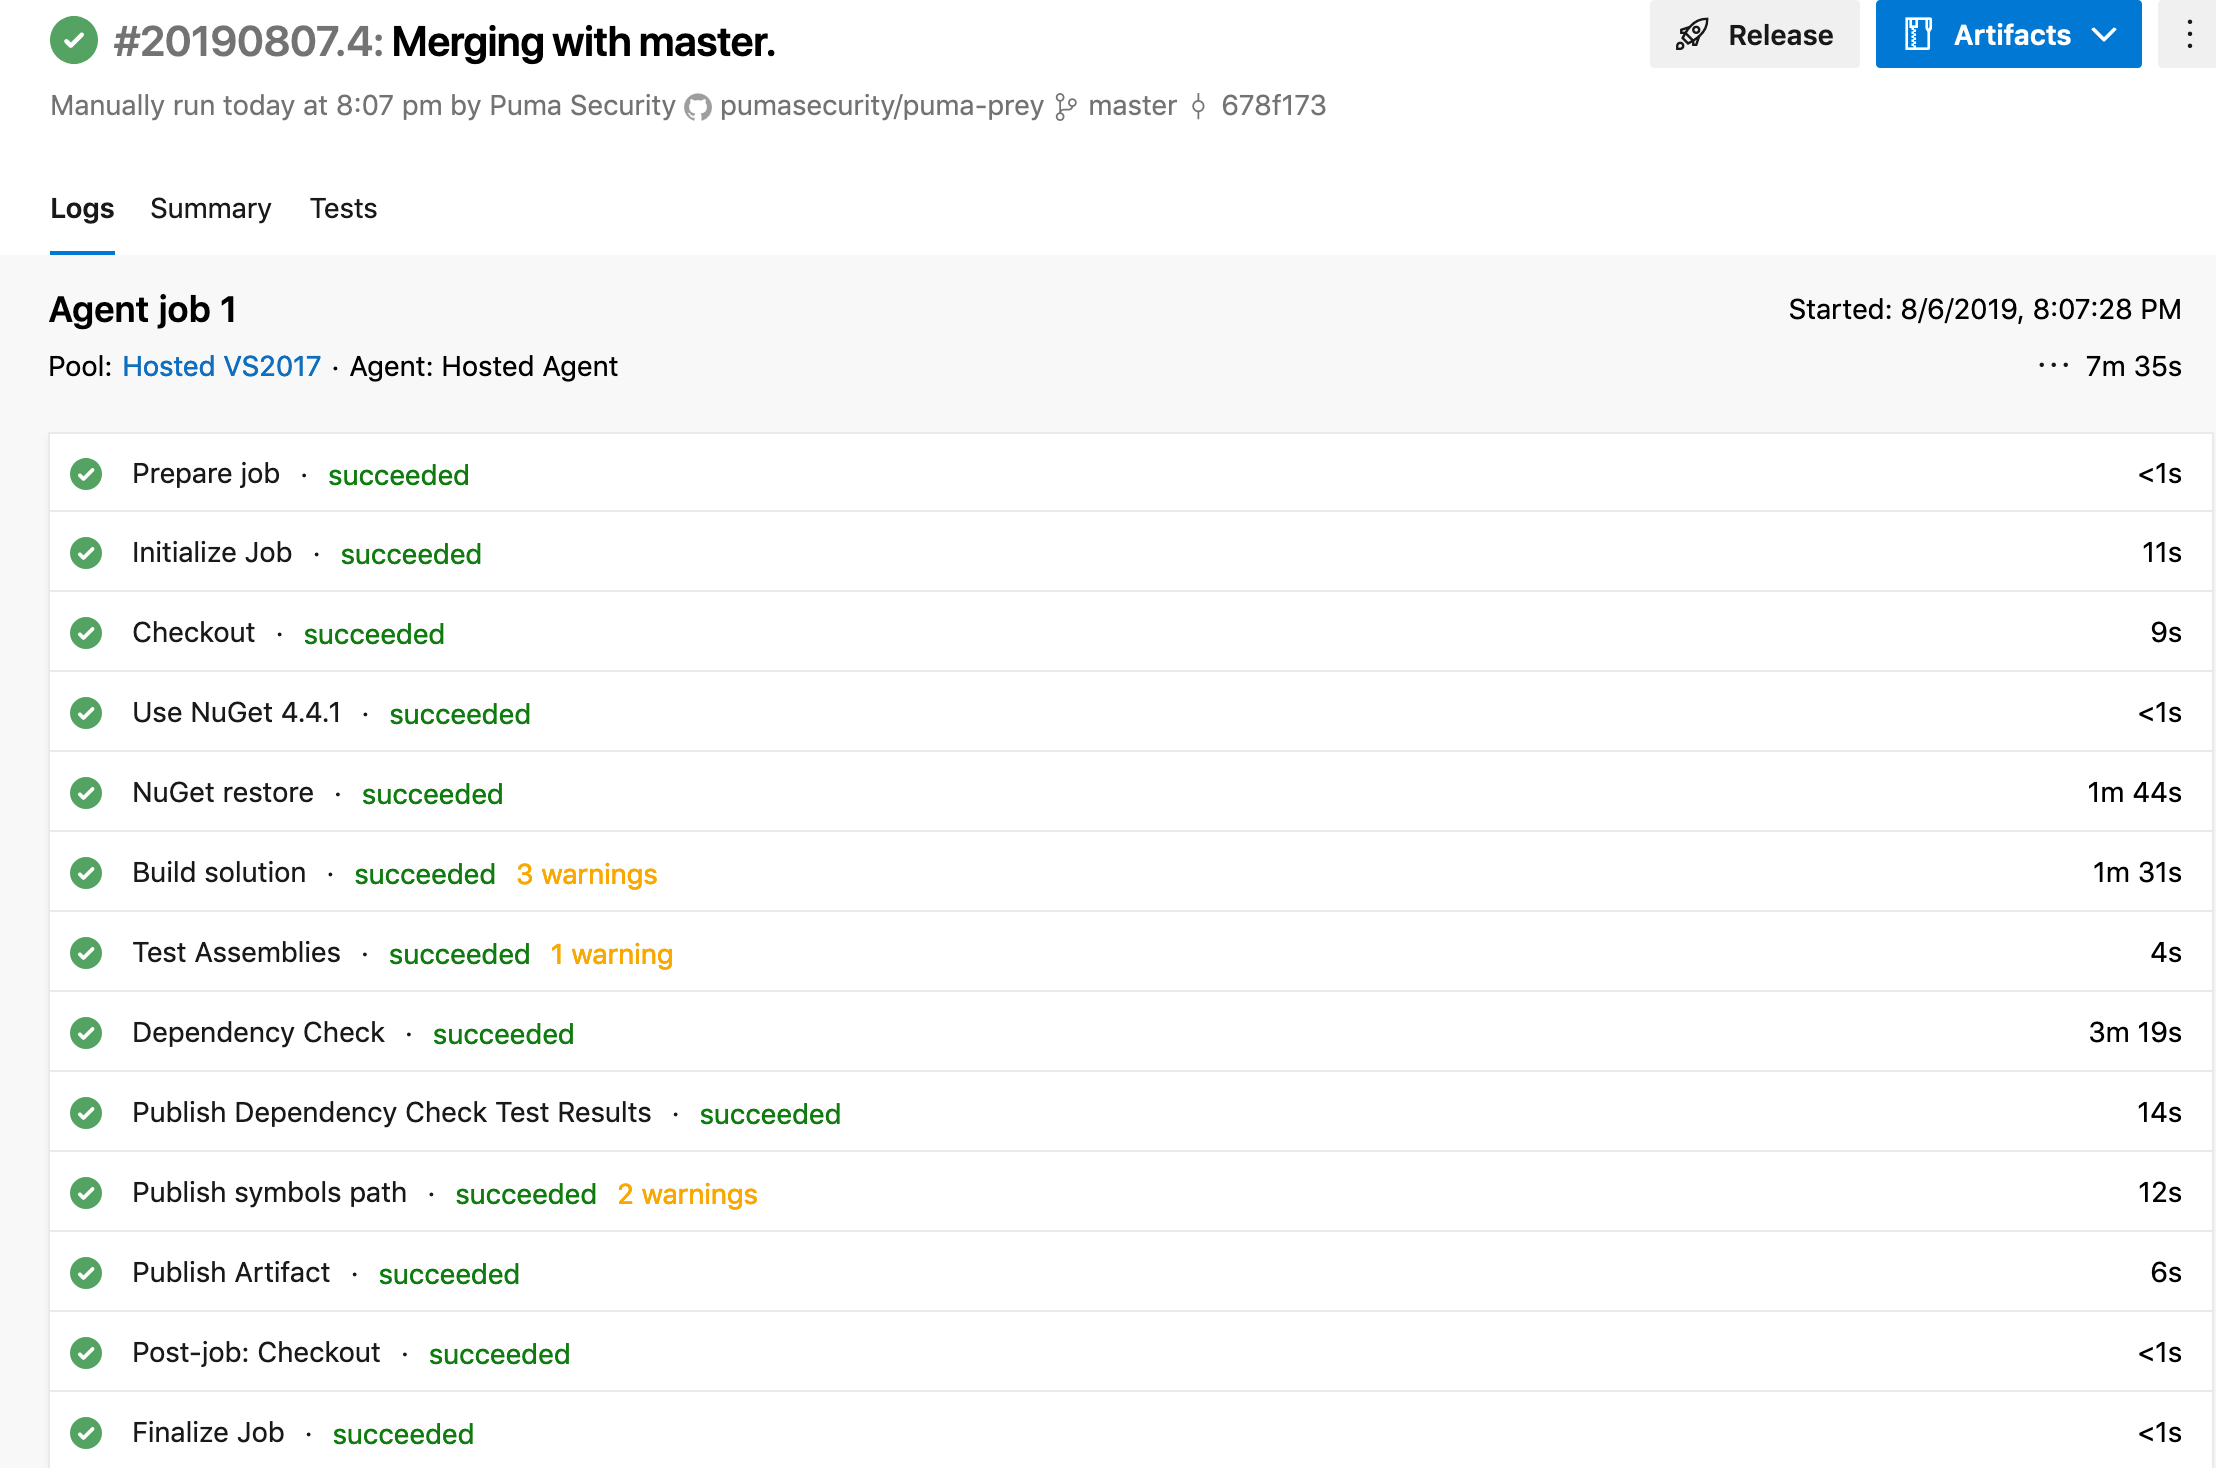 #20190807.4: Merging with master.
Release
Artifacts
Manually run today at 8:07 pm by Puma Security pumasecurity/puma-prey master 678f173
Logs Summary Tests
Agent job 1
Started: 8/6/2019, 8:07:28 PM
Pool: Hosted VS2017 · Agent: Hosted Agent
··· 7m 35s
Prepare job · succeeded <1s
Initialize Job · succeeded 11s
Checkout · succeeded 9s
Use NuGet 4.4.1 · succeeded <1s
NuGet restore · succeeded 1m 44s
Build solution · succeeded 3 warnings 1m 31s
Test Assemblies · succeeded 1 warning 4s
Dependency Check · succeeded 3m 19s
Publish Dependency Check Test Results · succeeded 14s
Publish symbols path · succeeded 2 warnings 12s
Publish Artifact · succeeded 6s
Post-job: Checkout · succeeded <1s
Finalize Job · succeeded <1s